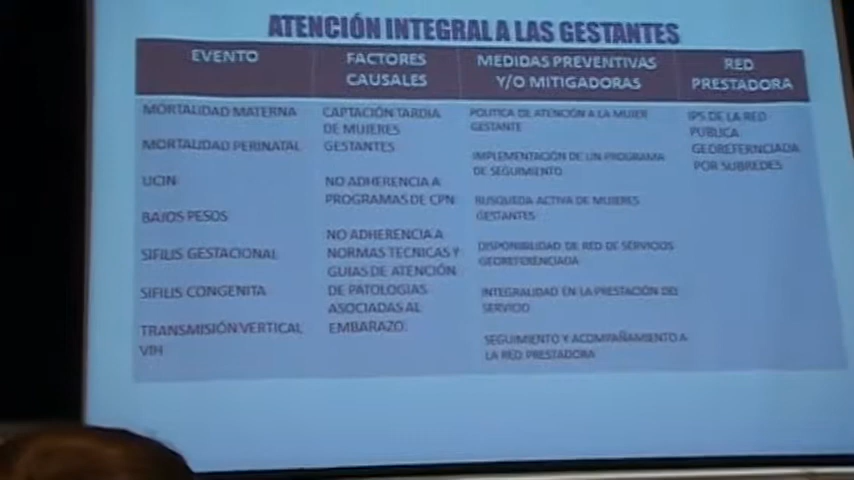 ATENCIÓN INTEGRAL A LAS GESTANTES
EVENTO
FACTORES
CAUSALES
MEDIDAS PREVENTIVAS
Y/O MITIGADORAS
RED
PRESTADORA
MORTALIDAD MATERNA
MORTALIDAD PERINATAL
UCIN
BAJOS PESOS
SIFILIS GESTACIONAL
SIFILIS CONGENITA
TRANSMISIÓN VERTICAL
VIH
CAPTACIÓN TARDIA
DE MUJERES
GESTANTES
NO ADHERENCIA A
PROGRAMAS DE CPN
NO ADHERENCIA A
NORMAS TECNICAS Y
GUIAS DE ATENCIÓN
DE PATOLOGIAS
ASOCIADAS AL
EMBARAZO.
POLITICA DE ATENCIÓN A LA MUJER
GESTANTE
IMPLEMENTACIÓN DE UN PROGRAMA
DE SEGUIMIENTO
BUSQUEDA ACTIVA DE MUJERES
GESTANTES
DISPONIBILIDAD DE RED DE SERVICIOS
GEOREFERENCIADA
INTEGRALIDAD EN LA PRESTACIÓN DEL
SERVICIO
SEGUIMIENTO Y ACOMPAÑAMIENTO A
LA RED PRESTADORA
IPS DE LA RED
PUBLICA
GEOREFERNCIADA
POR SUBREDES